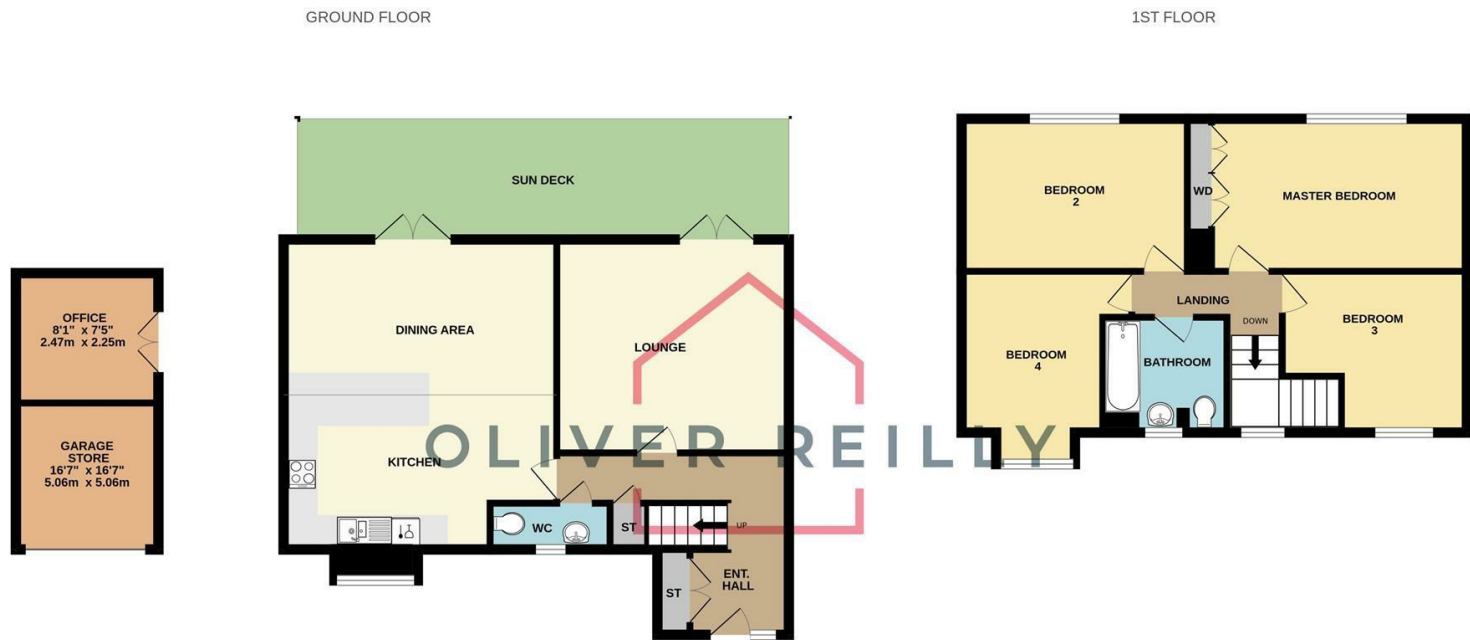 GROUND FLOOR
1ST FLOOR
SUN DECK
OFFICE
8'1" x 7'5"
2.47m x 2.25m
GARAGE
STORE
16'7" x 16'7"
5.06m x 5.06m
DINING AREA
LOUNGE
KITCHEN
OLIVER REILLY
WC
ST
UP
ST
ENT.
HALL
BEDROOM
2
WD
MASTER BEDROOM
LANDING
DOWN
BEDROOM
3
BEDROOM
4
BATHROOM